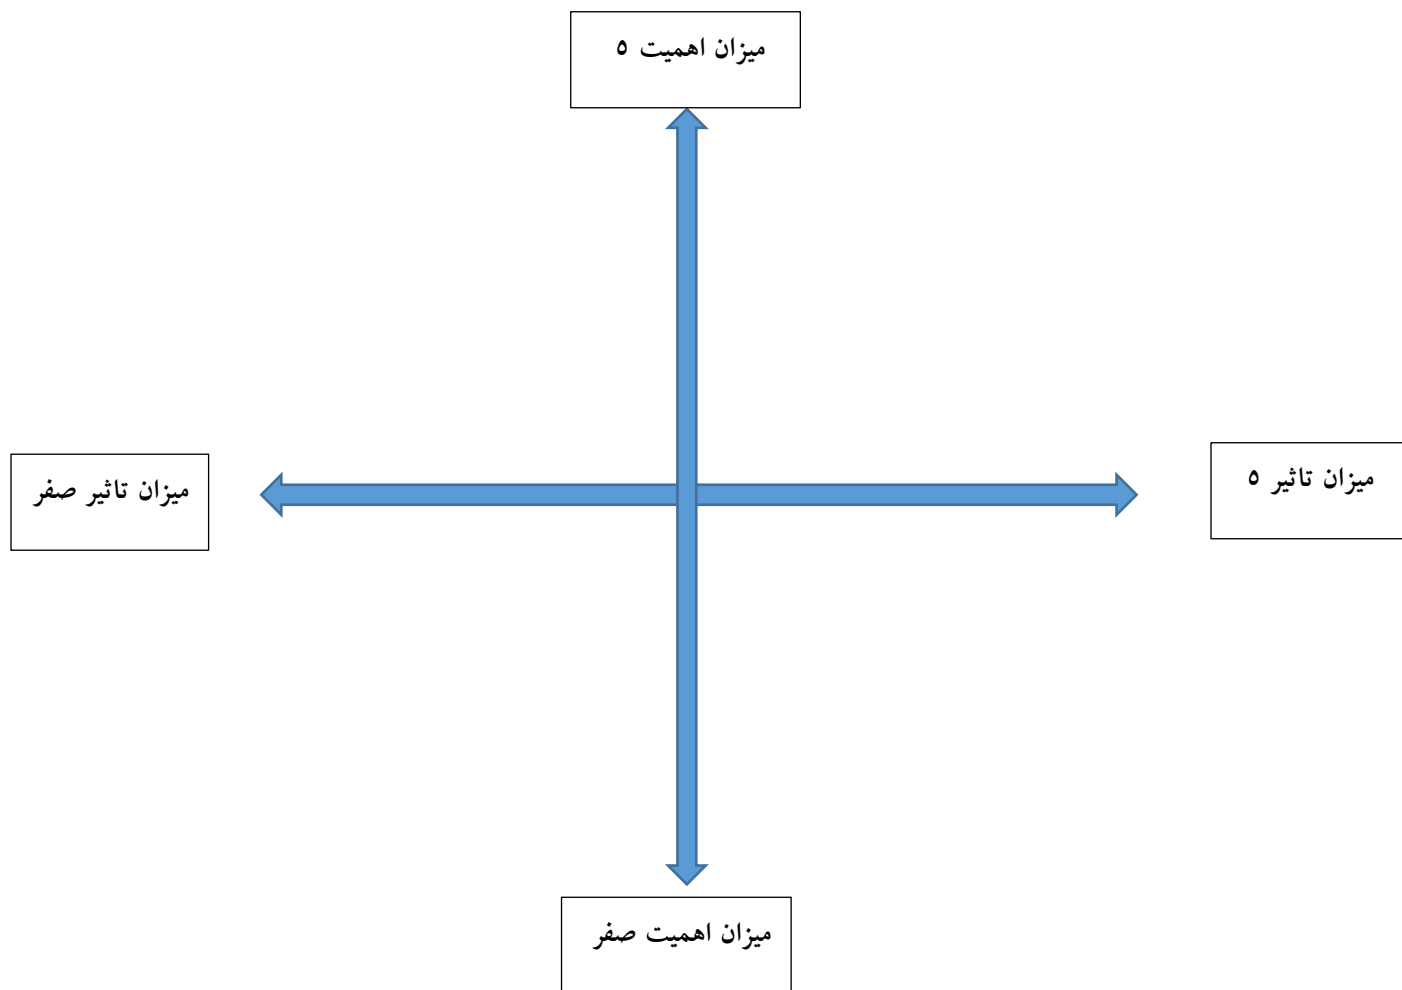 میزان اهمیت ۵
میزان تاثیر ۵
میزان تاثیر صفر
میزان اهمیت صفر